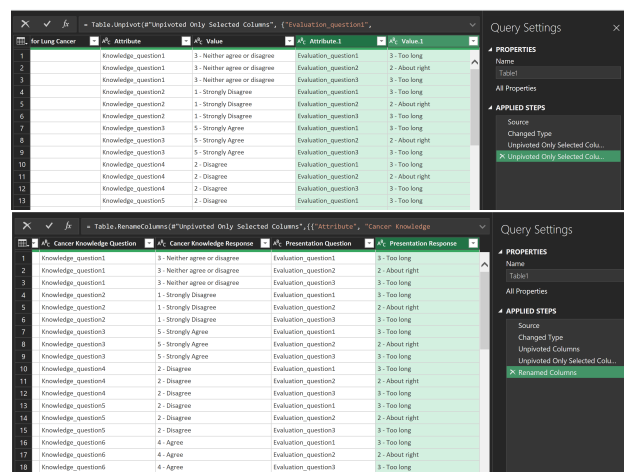 = Table.Unpivot(#"Unpivoted Only Selected Columns", {"Evaluation_question1",
for Lung Cancer Attribute Value Attribute.1 Value.1
1 Knowledge_question1 3 - Neither agree or disagree Evaluation_question1 3 - Too long
2 Knowledge_question1 3 - Neither agree or disagree Evaluation_question2 2 - About right
3 Knowledge_question1 3 - Neither agree or disagree Evaluation_question3 3 - Too long
4 Knowledge_question2 1 - Strongly Disagree Evaluation_question1 3 - Too long
5 Knowledge_question2 1 - Strongly Disagree Evaluation_question2 2 - About right
6 Knowledge_question2 1 - Strongly Disagree Evaluation_question3 3 - Too long
7 Knowledge_question3 5 - Strongly Agree Evaluation_question1 3 - Too long
8 Knowledge_question3 5 - Strongly Agree Evaluation_question2 2 - About right
9 Knowledge_question3 5 - Strongly Agree Evaluation_question3 3 - Too long
10 Knowledge_question4 2 - Disagree Evaluation_question1 3 - Too long
11 Knowledge_question4 2 - Disagree Evaluation_question2 2 - About right
12 Knowledge_question4 2 - Disagree Evaluation_question3 3 - Too long
13 Knowledge_question5 2 - Disagree Evaluation_question1 3 - Too long
Query Settings
PROPERTIES
Name
Table1
All Properties
APPLIED STEPS
Source
Changed Type
Unpivoted Only Selected Colu...
Unpivoted Only Selected Colu...
= Table.RenameColumns(#"Unpivoted Only Selected Columns",{{"Attribute", "Cancer Knowledge
Cancer Knowledge Question Cancer Knowledge Response Presentation Question Presentation Response
1 Knowledge_question1 3 - Neither agree or disagree Evaluation_question1 3 - Too long
2 Knowledge_question1 3 - Neither agree or disagree Evaluation_question2 2 - About right
3 Knowledge_question1 3 - Neither agree or disagree Evaluation_question3 3 - Too long
4 Knowledge_question2 1 - Strongly Disagree Evaluation_question1 3 - Too long
5 Knowledge_question2 1 - Strongly Disagree Evaluation_question2 2 - About right
6 Knowledge_question2 1 - Strongly Disagree Evaluation_question3 3 - Too long
7 Knowledge_question3 5 - Strongly Agree Evaluation_question1 3 - Too long
8 Knowledge_question3 5 - Strongly Agree Evaluation_question2 2 - About right
9 Knowledge_question3 5 - Strongly Agree Evaluation_question3 3 - Too long
10 Knowledge_question4 2 - Disagree Evaluation_question1 3 - Too long
11 Knowledge_question4 2 - Disagree Evaluation_question2 2 - About right
12 Knowledge_question4 2 - Disagree Evaluation_question3 3 - Too long
13 Knowledge_question5 2 - Disagree Evaluation_question1 3 - Too long
14 Knowledge_question5 2 - Disagree Evaluation_question2 2 - About right
15 Knowledge_question5 2 - Disagree Evaluation_question3 3 - Too long
16 Knowledge_question6 4 - Agree Evaluation_question1 3 - Too long
17 Knowledge_question6 4 - Agree Evaluation_question2 2 - About right
18 Knowledge_question6 4 - Agree Evaluation_question3 3 - Too long
Query Settings
PROPERTIES
Name
Table1
All Properties
APPLIED STEPS
Source
Changed Type
Unpivoted Columns
Unpivoted Only Selected Colu...
Renamed Columns